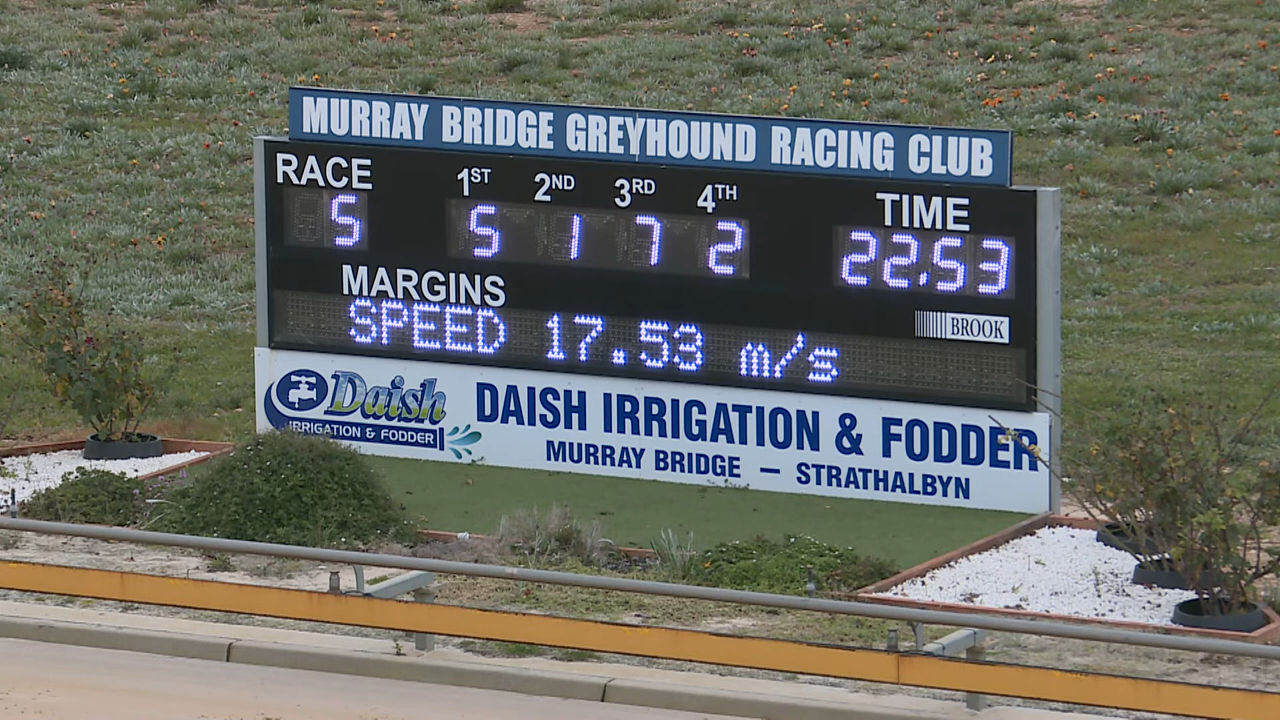 MURRAY BRIDGE GREYHOUND RACING CLUB
RACE 1ST 2ND 3RD 4TH TIME
5 5 1 7 2 22.53
MARGINS
BROOK
SPEED 17.53 m/s
Daish
IRRIGATION & FODDER
DAISH IRRIGATION & FODDER
MURRAY BRIDGE – STRATHALBYN